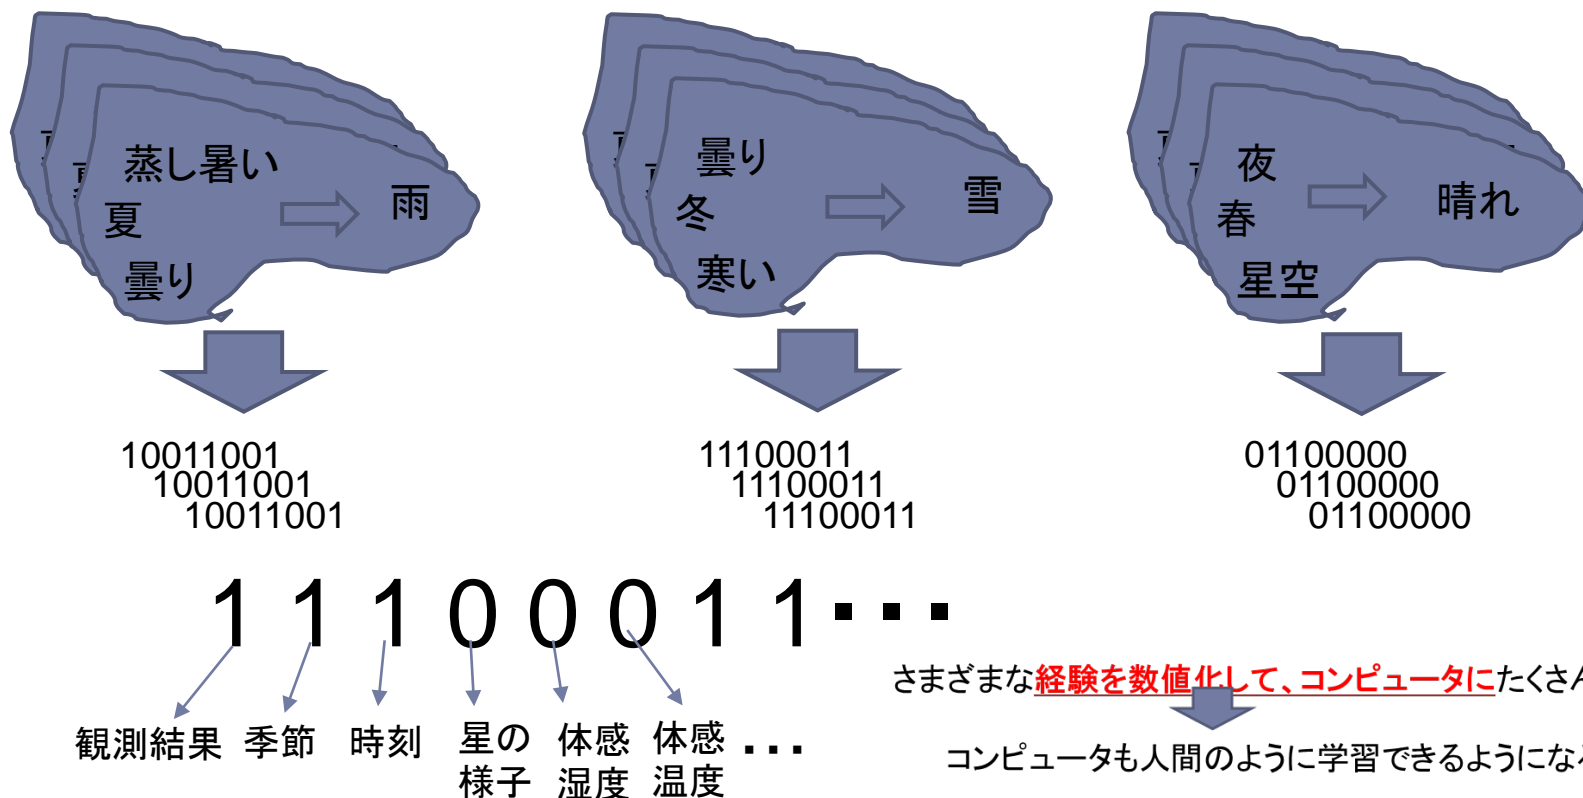 蒸し暑い
夏
雨
曇り
曇り
冬
雪
寒い
夜
春
晴れ
星空
10011001
10011001
10011001
11100011
11100011
11100011
01100000
01100000
01100000
1 1 1 0 0 0 1 1 ･･･
さまざまな経験を数値化して、コンピュータにたくさん
観測結果
季節
時刻
星の
様子
体感
湿度
体感
温度
･･･
コンピュータも人間のように学習できるようになる